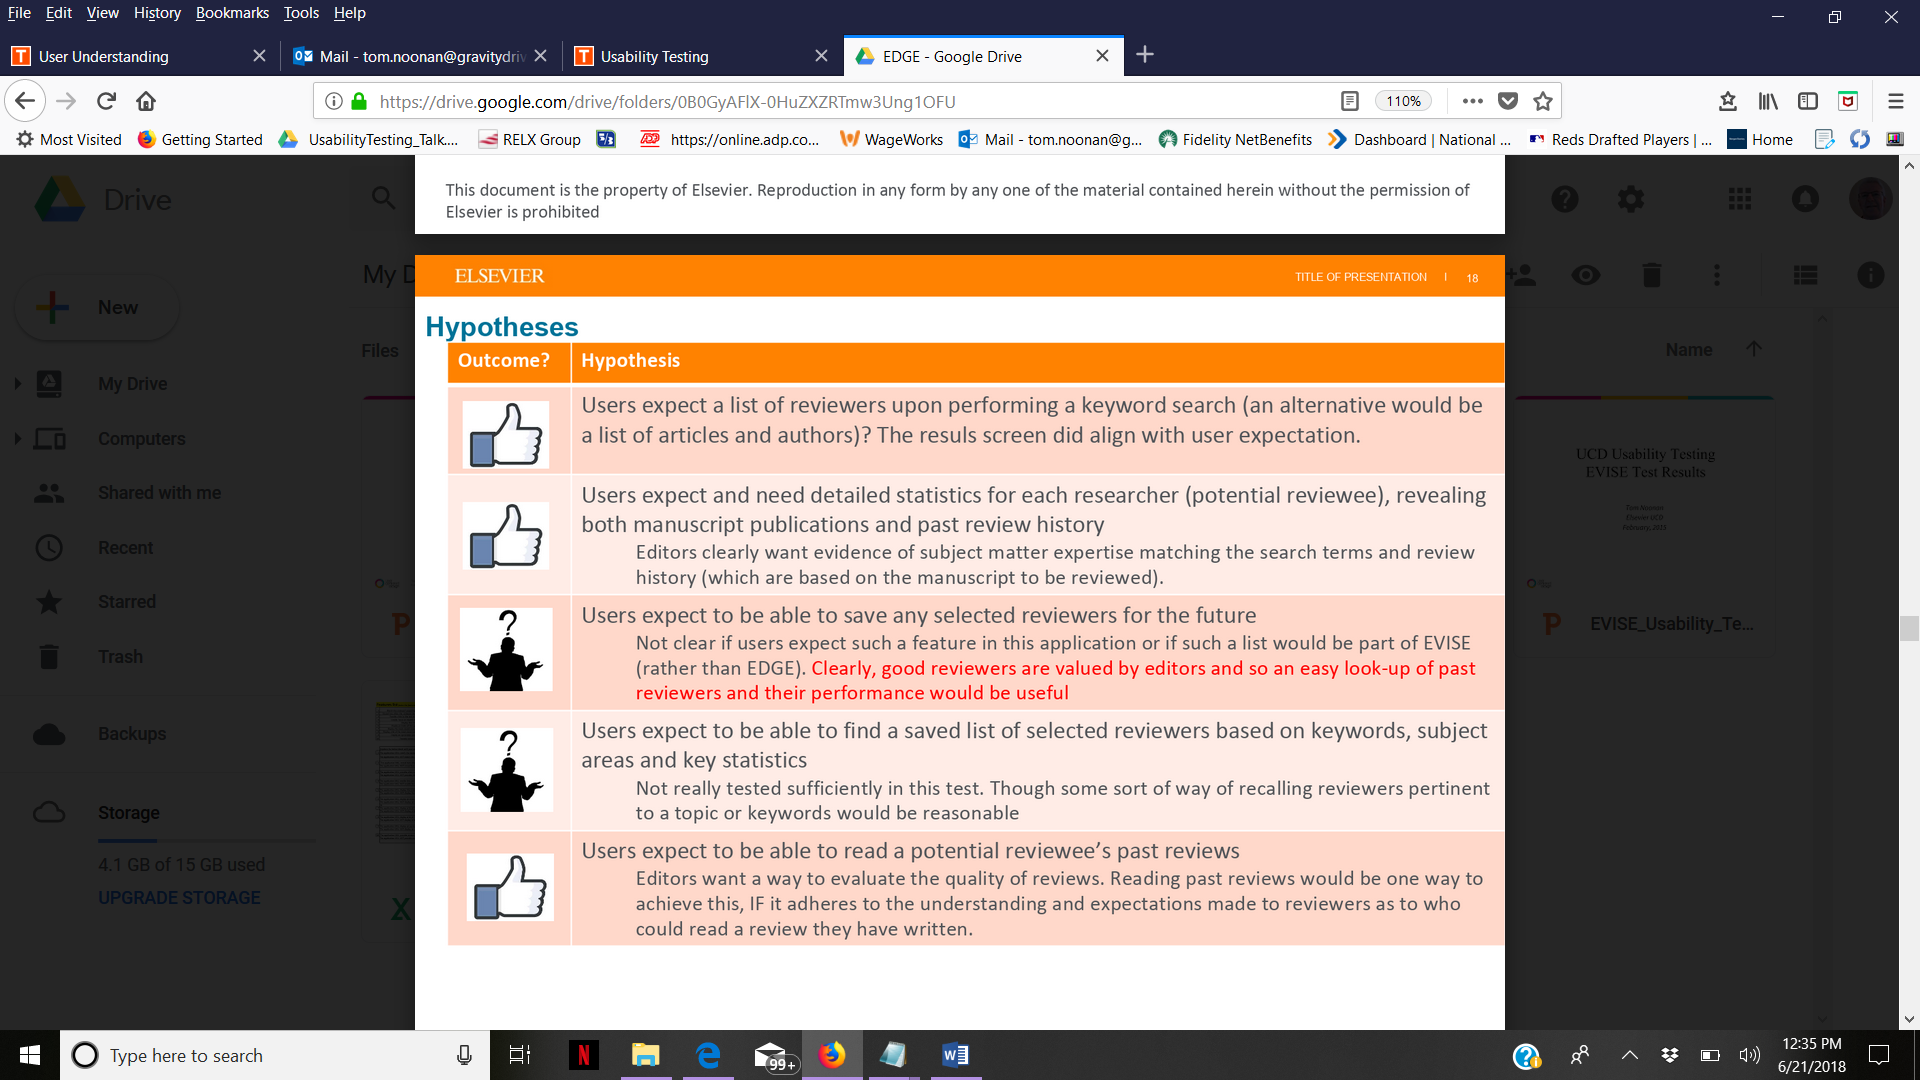 File Edit View History Bookmarks Tools Help
User Understanding
Mail - tom.noonan@gravitydriv
Usability Testing
EDGE - Google Drive
https://drive.google.com/drive/folders/0B0GyAFlX-0HuZXZRTmw3Ung1OFU
110%
Most Visited Getting Started UsabilityTesting_Talk.... RELX Group https://online.adp.co... WageWorks Mail - tom.noonan@g... Fidelity NetBenefits Dashboard | National ... Reds Drafted Players | ... Home
Drive
This document is the property of Elsevier. Reproduction in any form by any one of the material contained herein without the permission of
Elsevier is prohibited
My D
ELSEVIER
TITLE OF PRESENTATION I 18
New
Files
Name
My Drive
Computers
Shared with me
Recent
Starred
Trash
Backups
Storage
4.1 GB of 15 GB used
UPGRADE STORAGE
Hypotheses
Outcome? Hypothesis
Users expect a list of reviewers upon performing a keyword search (an alternative would be
a list of articles and authors)? The resuls screen did align with user expectation.
Users expect and need detailed statistics for each researcher (potential reviewee), revealing
both manuscript publications and past review history
Editors clearly want evidence of subject matter expertise matching the search terms and review
history (which are based on the manuscript to be reviewed).
Users expect to be able to save any selected reviewers for the future
Not clear if users expect such a feature in this application or if such a list would be part of EVISE
(rather than EDGE). Clearly, good reviewers are valued by editors and so an easy look-up of past
reviewers and their performance would be useful
Users expect to be able to find a saved list of selected reviewers based on keywords, subject
areas and key statistics
Not really tested sufficiently in this test. Though some sort of way of recalling reviewers pertinent
to a topic or keywords would be reasonable
Users expect to be able to read a potential reviewee’s past reviews
Editors want a way to evaluate the quality of reviews. Reading past reviews would be one way to
achieve this, IF it adheres to the understanding and expectations made to reviewers as to who
could read a review they have written.
UCD Usability Testing
EVISE Test Results
Tom Noonan
Elsevier UCD
EVISE_Usability_Te...
Type here to search
99+
12:35 PM
6/21/2018